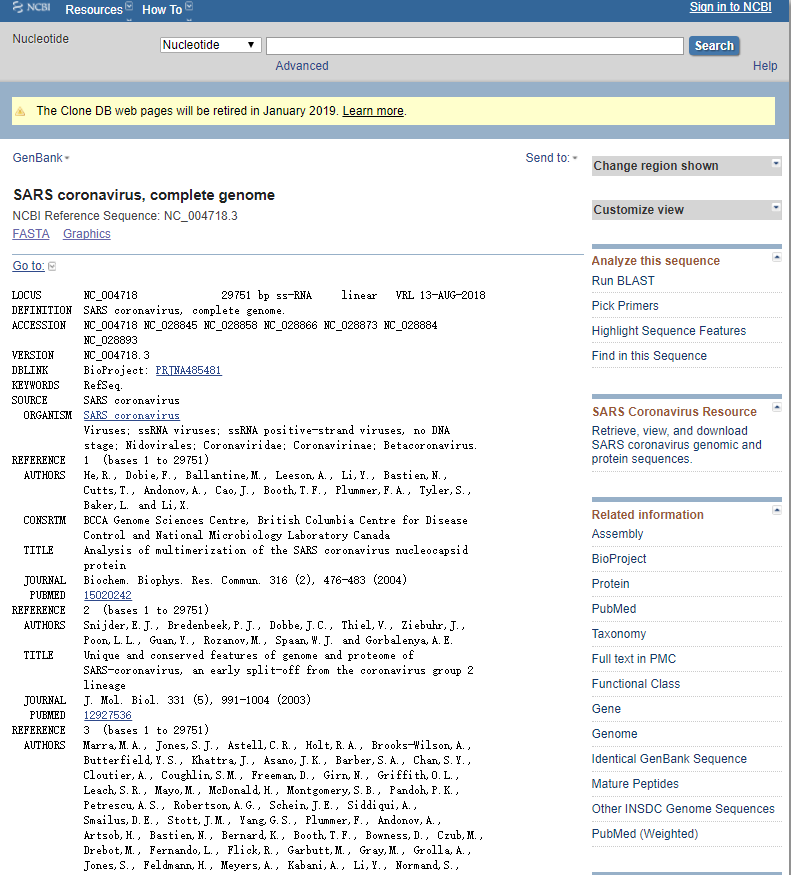 NCBI Resources How To Sign in to NCBI
Nucleotide
Nucleotide Search
Advanced Help
The Clone DB web pages will be retired in January 2019. Learn more.
GenBank Send to:
SARS coronavirus, complete genome
NCBI Reference Sequence: NC_004718.3
FASTA Graphics
Go to:
LOCUS NC_004718 29751 bp ss-RNA linear VRL 13-AUG-2018
DEFINITION SARS coronavirus, complete genome.
ACCESSION NC_004718 NC_028845 NC_028858 NC_028866 NC_028873 NC_028884
NC_028893
VERSION NC_004718.3
DBLINK BioProject: PRJNA485481
KEYWORDS RefSeq.
SOURCE SARS coronavirus
ORGANISM SARS coronavirus
Viruses; ssRNA viruses; ssRNA positive-strand viruses, no DNA
stage; Nidovirales; Coronaviridae; Coronavirinae; Betacoronavirus.
REFERENCE 1 (bases 1 to 29751)
AUTHORS He,R., Dobie,F., Ballantine,M., Leeson,A., Li,Y., Bastien,N.,
Cutts,T., Andonov,A., Cao,J., Booth,T.F., Plummer,F.A., Tyler,S.,
Baker,L. and Li,X.
CONSRTM BCCA Genome Sciences Centre, British Columbia Centre for Disease
Control and National Microbiology Laboratory Canada
TITLE Analysis of multimerization of the SARS coronavirus nucleocapsid
protein
JOURNAL Biochem. Biophys. Res. Commun. 316 (2), 476-483 (2004)
PUBMED 15020242
REFERENCE 2 (bases 1 to 29751)
AUTHORS Snijder,E.J., Bredenbeek,P.J., Dobbe,J.C., Thiel,V., Ziebuhr,J.,
Poon,L.L., Guan,Y., Rozanov,M., Spaan,W.J. and Gorbalenya,A.E.
TITLE Unique and conserved features of genome and proteome of
SARS-coronavirus, an early split-off from the coronavirus group 2
lineage
JOURNAL J. Mol. Biol. 331 (5), 991-1004 (2003)
PUBMED 12927536
REFERENCE 3 (bases 1 to 29751)
AUTHORS Marra,M.A., Jones,S.J., Astell,C.R., Holt,R.A., Brooks-Wilson,A.,
Butterfield,Y.S., Khattra,J., Asano,J.K., Barber,S.A., Chan,S.Y.,
Cloutier,A., Coughlin,S.M., Freeman,D., Girn,N., Griffith,O.L.,
Leach,S.R., Mayo,M., McDonald,H., Montgomery,S.B., Pandoh,P.K.,
Petrescu,A.S., Robertson,A.G., Schein,J.E., Siddiqui,A.,
Smailus,D.E., Stott,J.M., Yang,G.S., Plummer,F., Andonov,A.,
Artsob,H., Bastien,N., Bernard,K., Booth,T.F., Bowness,D., Czub,M.,
Drebot,M., Fernando,L., Flick,R., Garbutt,M., Gray,M., Grolla,A.,
Jones,S., Feldmann,H., Meyers,A., Kabani,A., Li,Y., Normand,S.,
Change region shown
Customize view
Analyze this sequence
Run BLAST
Pick Primers
Highlight Sequence Features
Find in this Sequence
SARS Coronavirus Resource
Retrieve, view, and download
SARS coronavirus genomic and
protein sequences.
Related information
Assembly
BioProject
Protein
PubMed
Taxonomy
Full text in PMC
Functional Class
Gene
Genome
Identical GenBank Sequence
Mature Peptides
Other INSDC Genome Sequences
PubMed (Weighted)